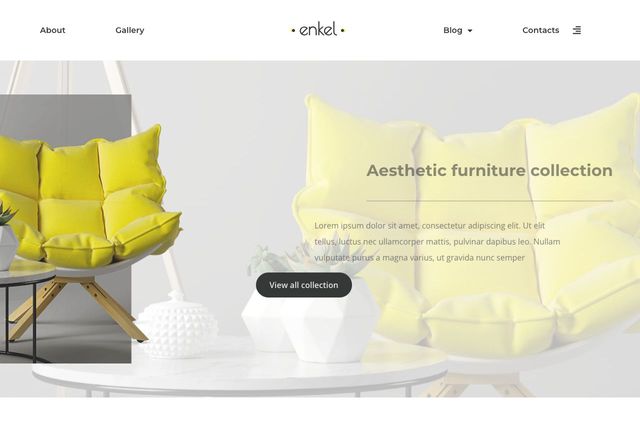 About
Gallery
enkel
Blog
Contacts
Aesthetic furniture collection
Lorem ipsum dolor sit amet, consectetur adipiscing elit. Ut elit
tellus, luctus nec ullamcorper mattis, pulvinar dapibus leo. Nullam
vulputate purus a magna varius, ut gravida nunc semper
View all collection